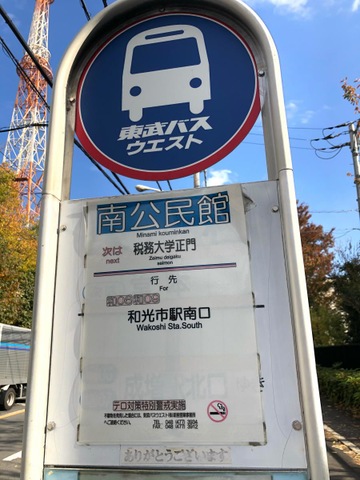 東武バス
ウエスト
南公民館
Minami kouminkan
次は 税務大学正門
next Zeimu daigaku
seimon
行先
For
和光市駅南口
Wakoshi Sta.South
テロ対策特別警戒実施
ありがとうございます